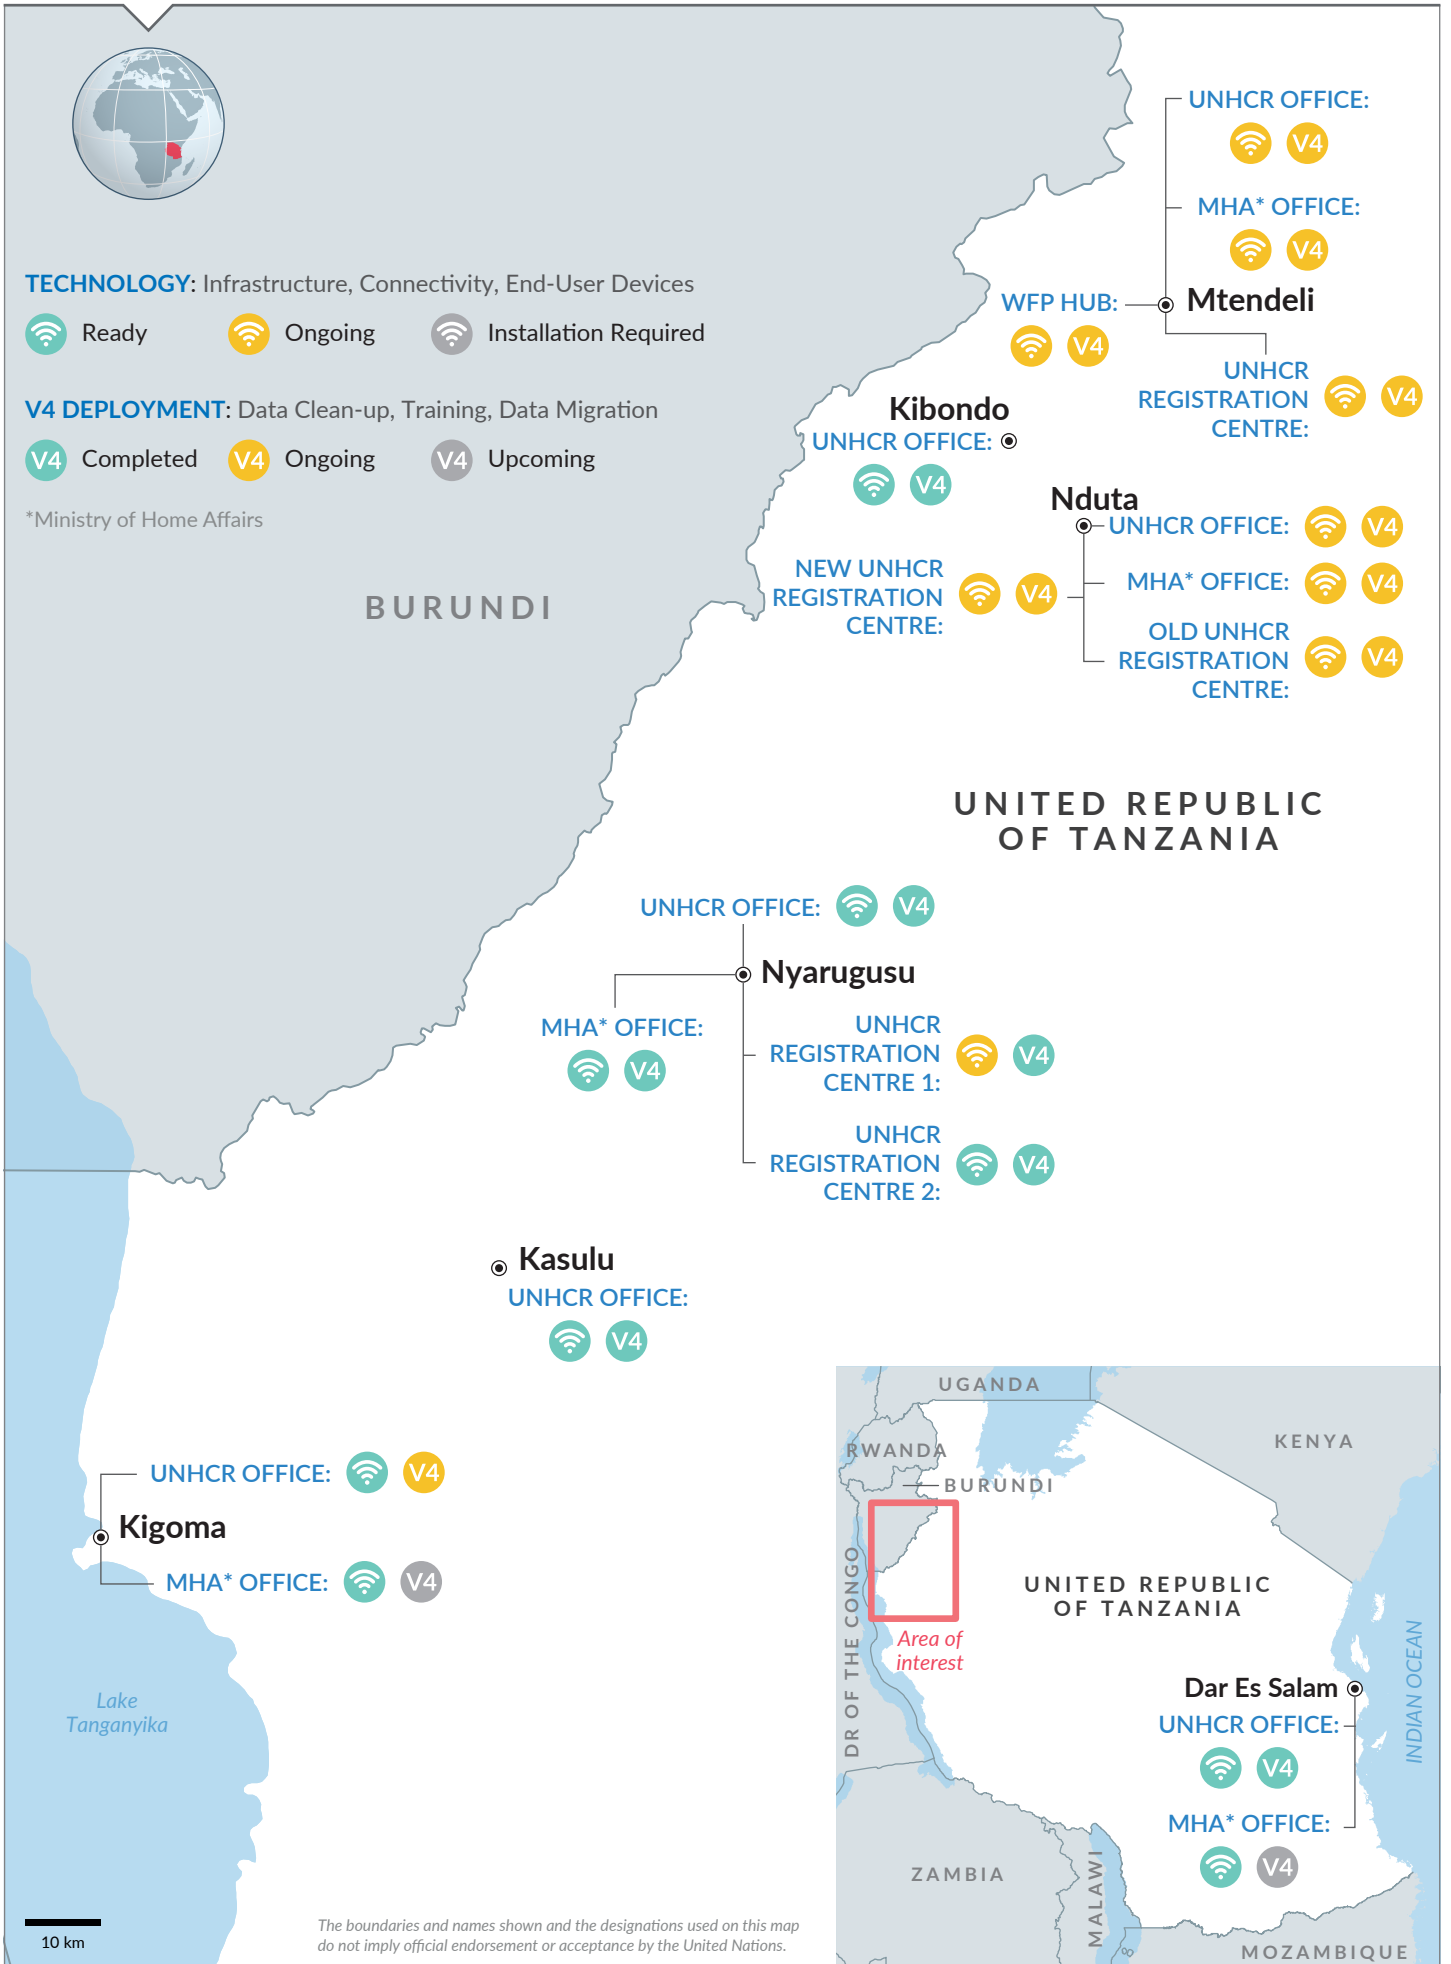 TECHNOLOGY: Infrastructure, Connectivity, End-User Devices
Ready
Ongoing
Installation Required
V4 DEPLOYMENT: Data Clean-up, Training, Data Migration
V4 Completed
V4 Ongoing
V4 Upcoming
*Ministry of Home Affairs
BURUNDI
UNHCR OFFICE:
V4
MHA* OFFICE:
V4
WFP HUB:
V4
Mtendeli
UNHCR
REGISTRATION
CENTRE:
V4
Kibondo
UNHCR OFFICE:
V4
Nduta
UNHCR OFFICE: V4
MHA* OFFICE: V4
NEW UNHCR
REGISTRATION
CENTRE:
V4
OLD UNHCR
REGISTRATION
CENTRE:
V4
UNITED REPUBLIC
OF TANZANIA
UNHCR OFFICE: V4
Nyarugusu
MHA* OFFICE:
V4
UNHCR
REGISTRATION
CENTRE 1:
V4
UNHCR
REGISTRATION
CENTRE 2:
V4
Kasulu
UNHCR OFFICE:
V4
UNHCR OFFICE: V4
Kigoma
MHA* OFFICE: V4
Lake
Tanganyika
10 km
The boundaries and names shown and the designations used on this map
do not imply official endorsement or acceptance by the United Nations.
UGANDA
KENYA
RWANDA
BURUNDI
DR OF THE CONGO
UNITED REPUBLIC
OF TANZANIA
Area of
interest
INDIAN OCEAN
Dar Es Salam
UNHCR OFFICE:
V4
MHA* OFFICE:
V4
ZAMBIA
MALAWI
MOZAMBIQUE